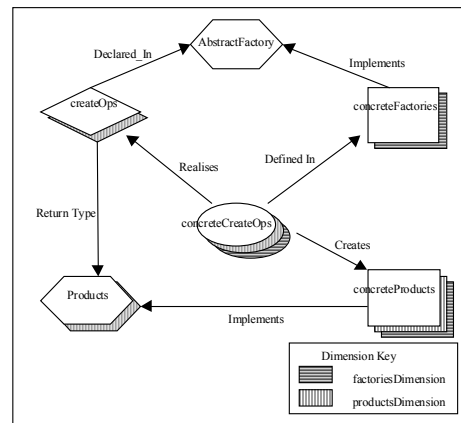 AbstractFactory
Declared_In
Implements
createOps
concreteFactories
Realises
Defined In
Return Type
concreteCreateOps
Creates
Products
concreteProducts
Implements
Dimension Key
factoriesDimension
productsDimension